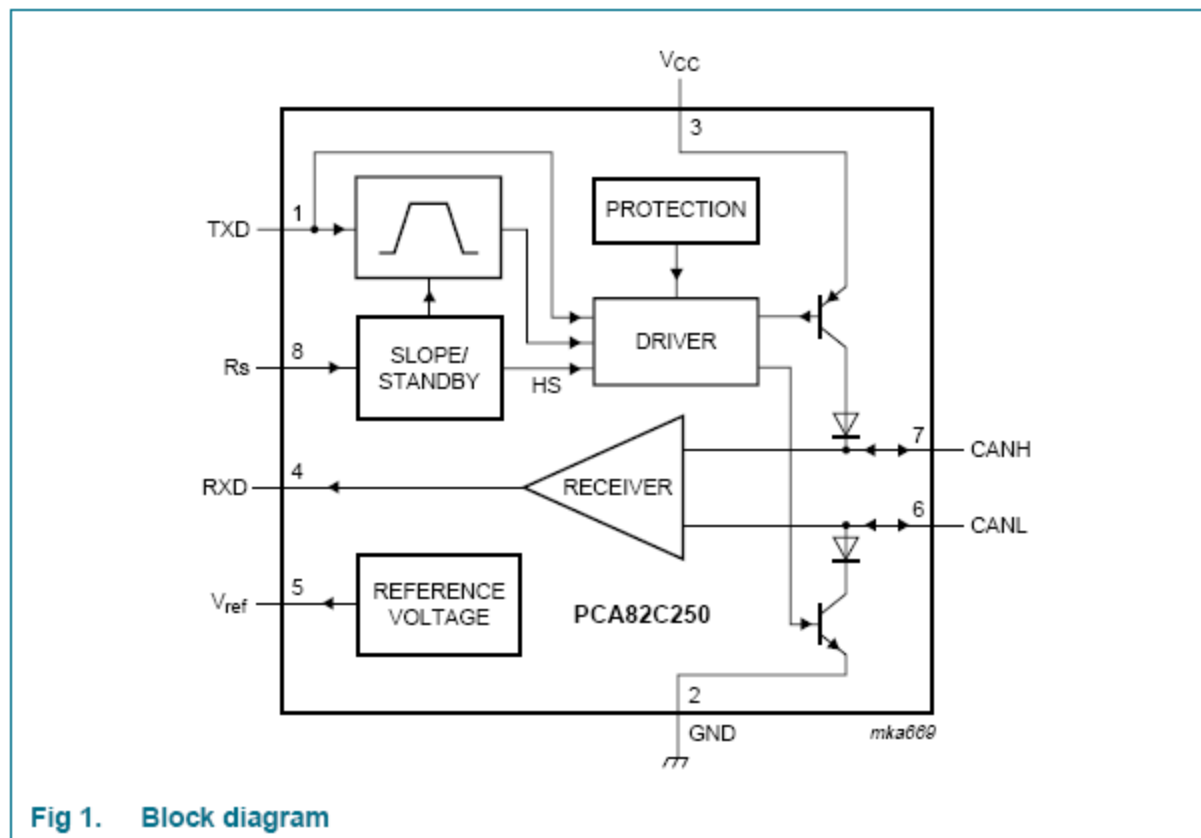 VCC
3
TXD
1
PROTECTION
Rs
8
SLOPE/
STANDBY
HS
DRIVER
7
CANH
RXD
4
RECEIVER
6
CANL
Vref
5
REFERENCE
VOLTAGE
PCA82C250
2
GND
mka669
Fig 1. Block diagram